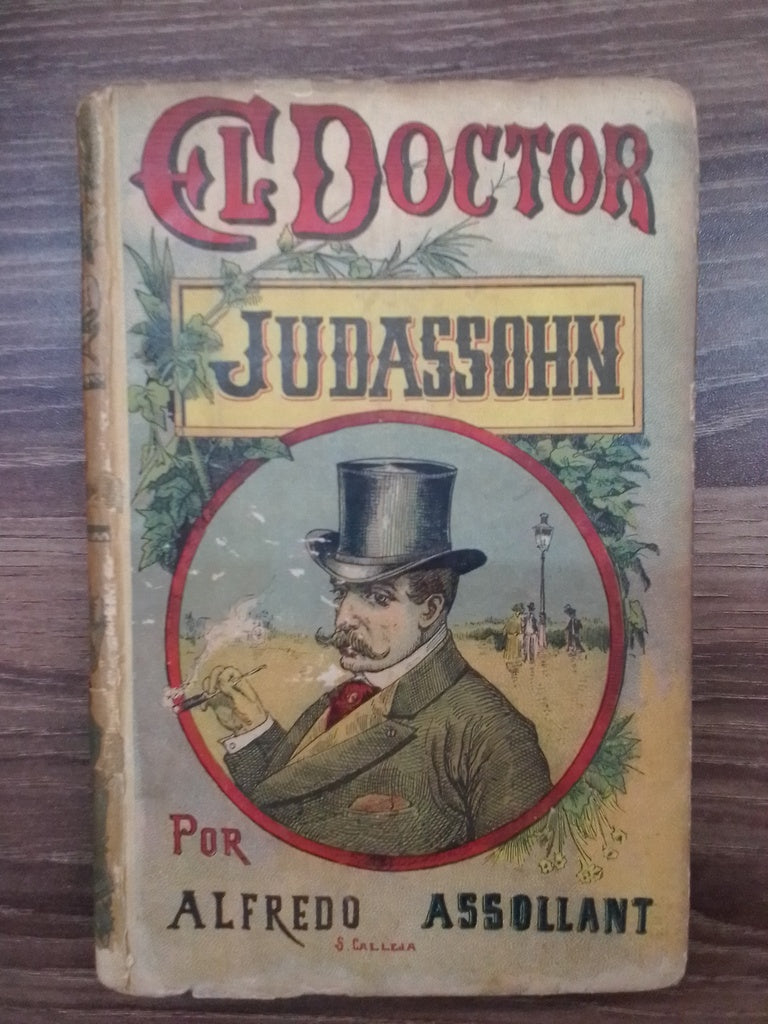 EL DOCTOR
JUDASSOHN
POR
ALFREDO ASSOLLANT
S. CALLEJA